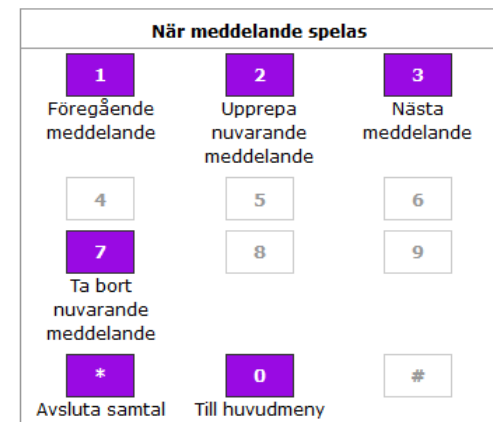 När meddelande spelas
1 2 3
Föregående Upprepa Nästa
meddelande nuvarande meddelande
meddelande
4 5 6
7 8 9
Ta bort
nuvarande
meddelande
* 0 #
Avsluta samtal Till huvudmeny